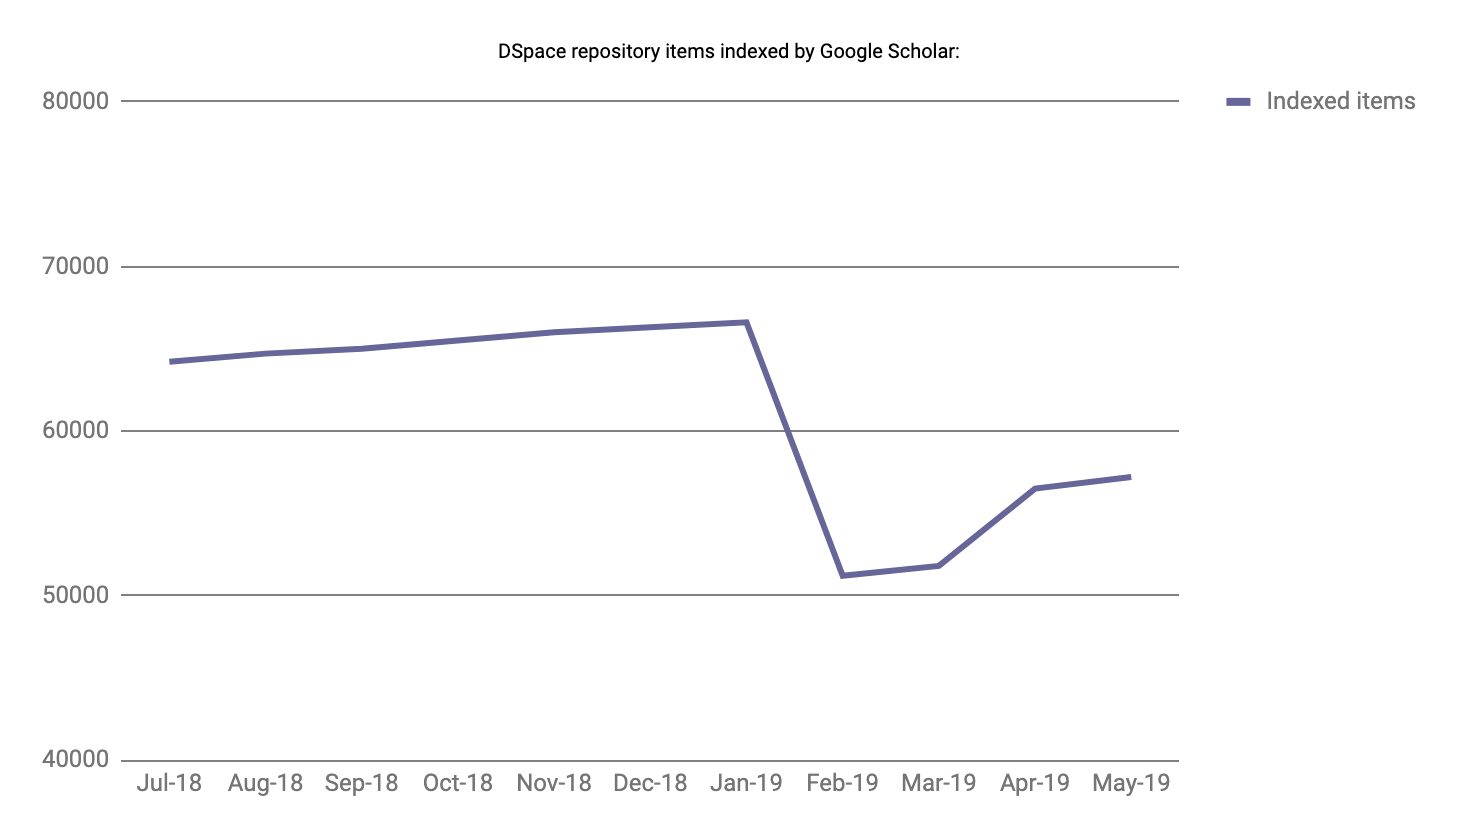 DSpace repository items indexed by Google Scholar:
Indexed items
80000
70000
60000
50000
40000
Jul-18 Aug-18 Sep-18 Oct-18 Nov-18 Dec-18 Jan-19 Feb-19 Mar-19 Apr-19 May-19